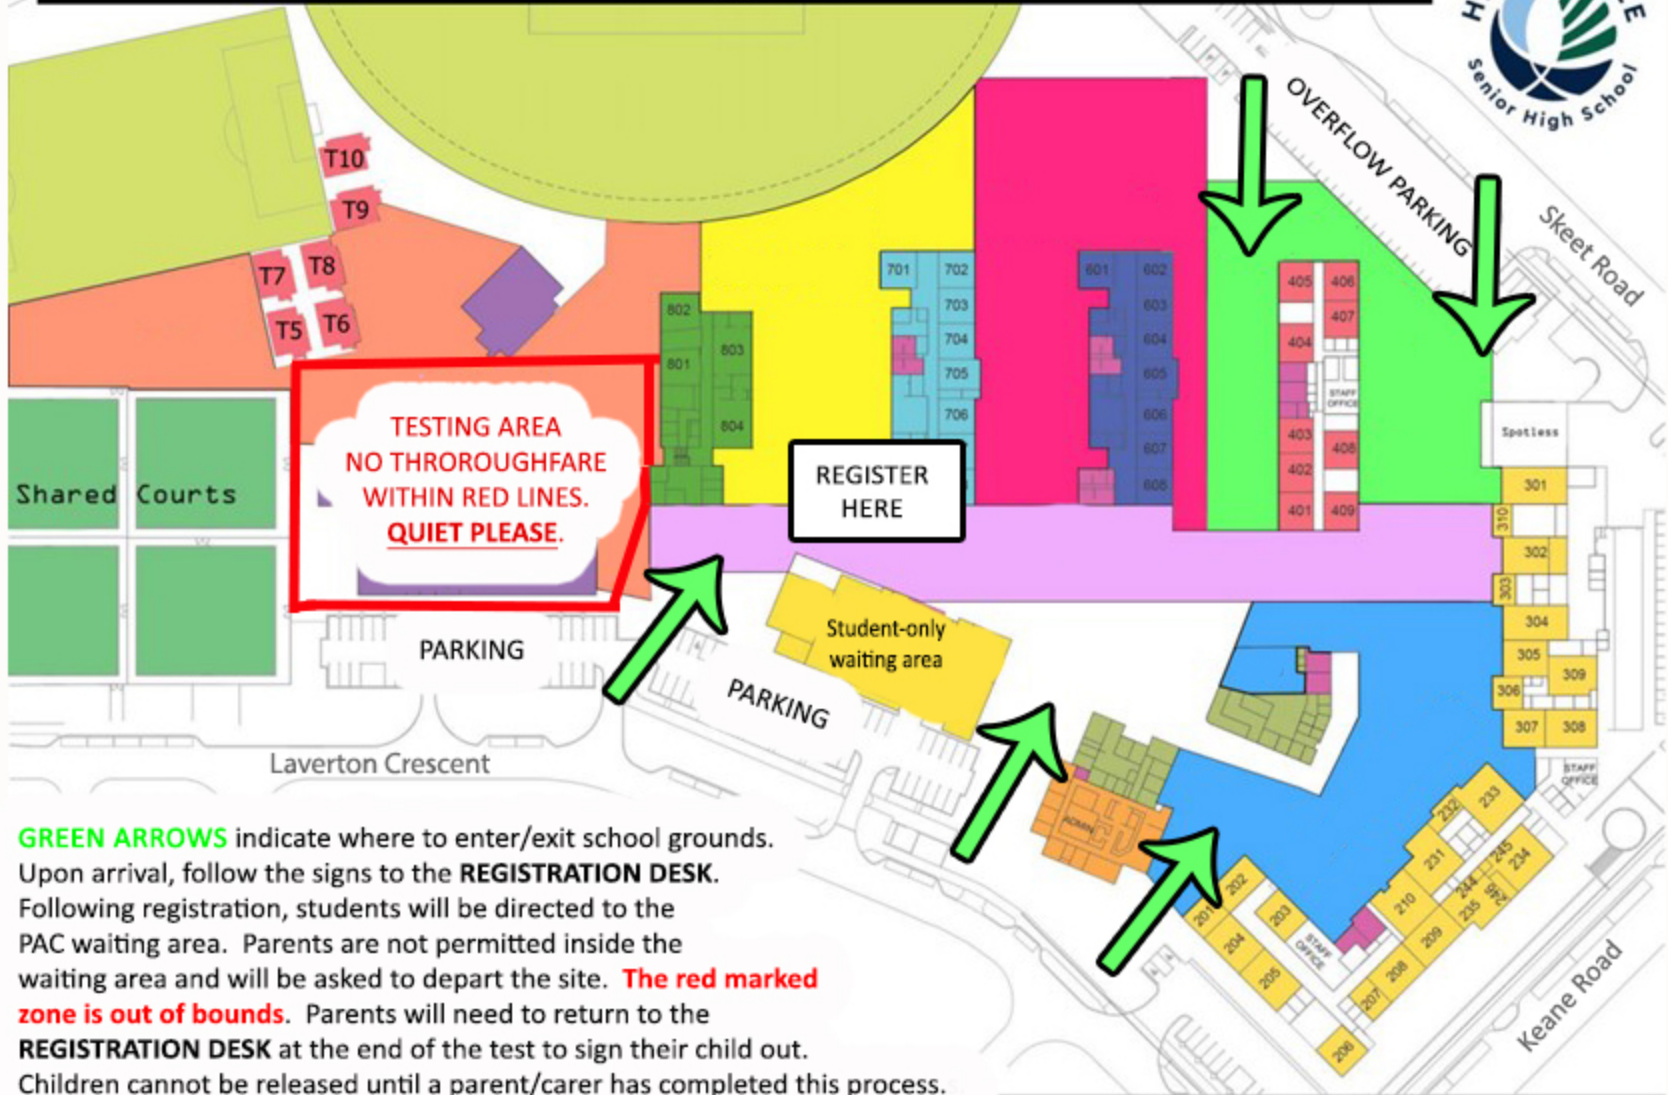 Senior High School
OVERFLOW PARKING
Skeet Road
T10
T9
T7
T8
T5
T6
802
801
803
804
701
702
703
704
705
706
601
602
603
604
605
606
607
608
405
406
407
404
STAFF
OFFICE
403
408
402
401
409
Spotless
301
310
302
303
304
305
309
306
307
308
STAFF
OFFICE
Shared Courts
TESTING AREA
NO THROROUGHFARE
WITHIN RED LINES.
QUIET PLEASE.
REGISTER
HERE
Student-only
waiting area
PARKING
PARKING
Laverton Crescent
ADMIN
233
232
231
245
234
244
246
235
210
209
208
207
206
202
201
203
204
205
STAFF
OFFICE
Keane Road
GREEN ARROWS indicate where to enter/exit school grounds.
Upon arrival, follow the signs to the REGISTRATION DESK.
Following registration, students will be directed to the
PAC waiting area. Parents are not permitted inside the
waiting area and will be asked to depart the site. The red marked
zone is out of bounds. Parents will need to return to the
REGISTRATION DESK at the end of the test to sign their child out.
Children cannot be released until a parent/carer has completed this process.